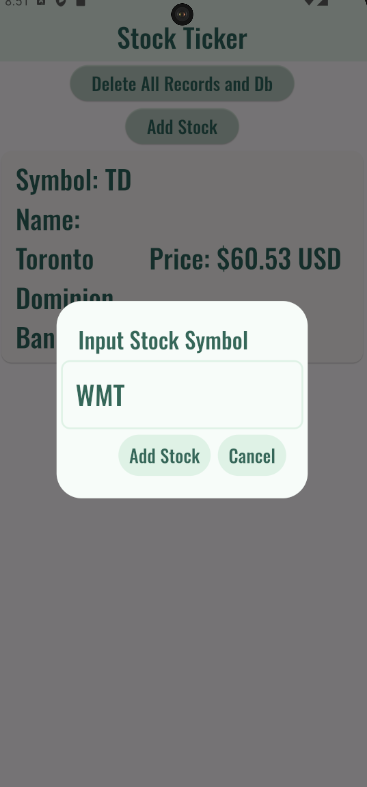 8:51
Stock Ticker
Delete All Records and Db
Add Stock
Symbol: TD
Name:
Toronto Price: $60.53 USD
Dominion
Ban
Input Stock Symbol
WMT
Add Stock Cancel